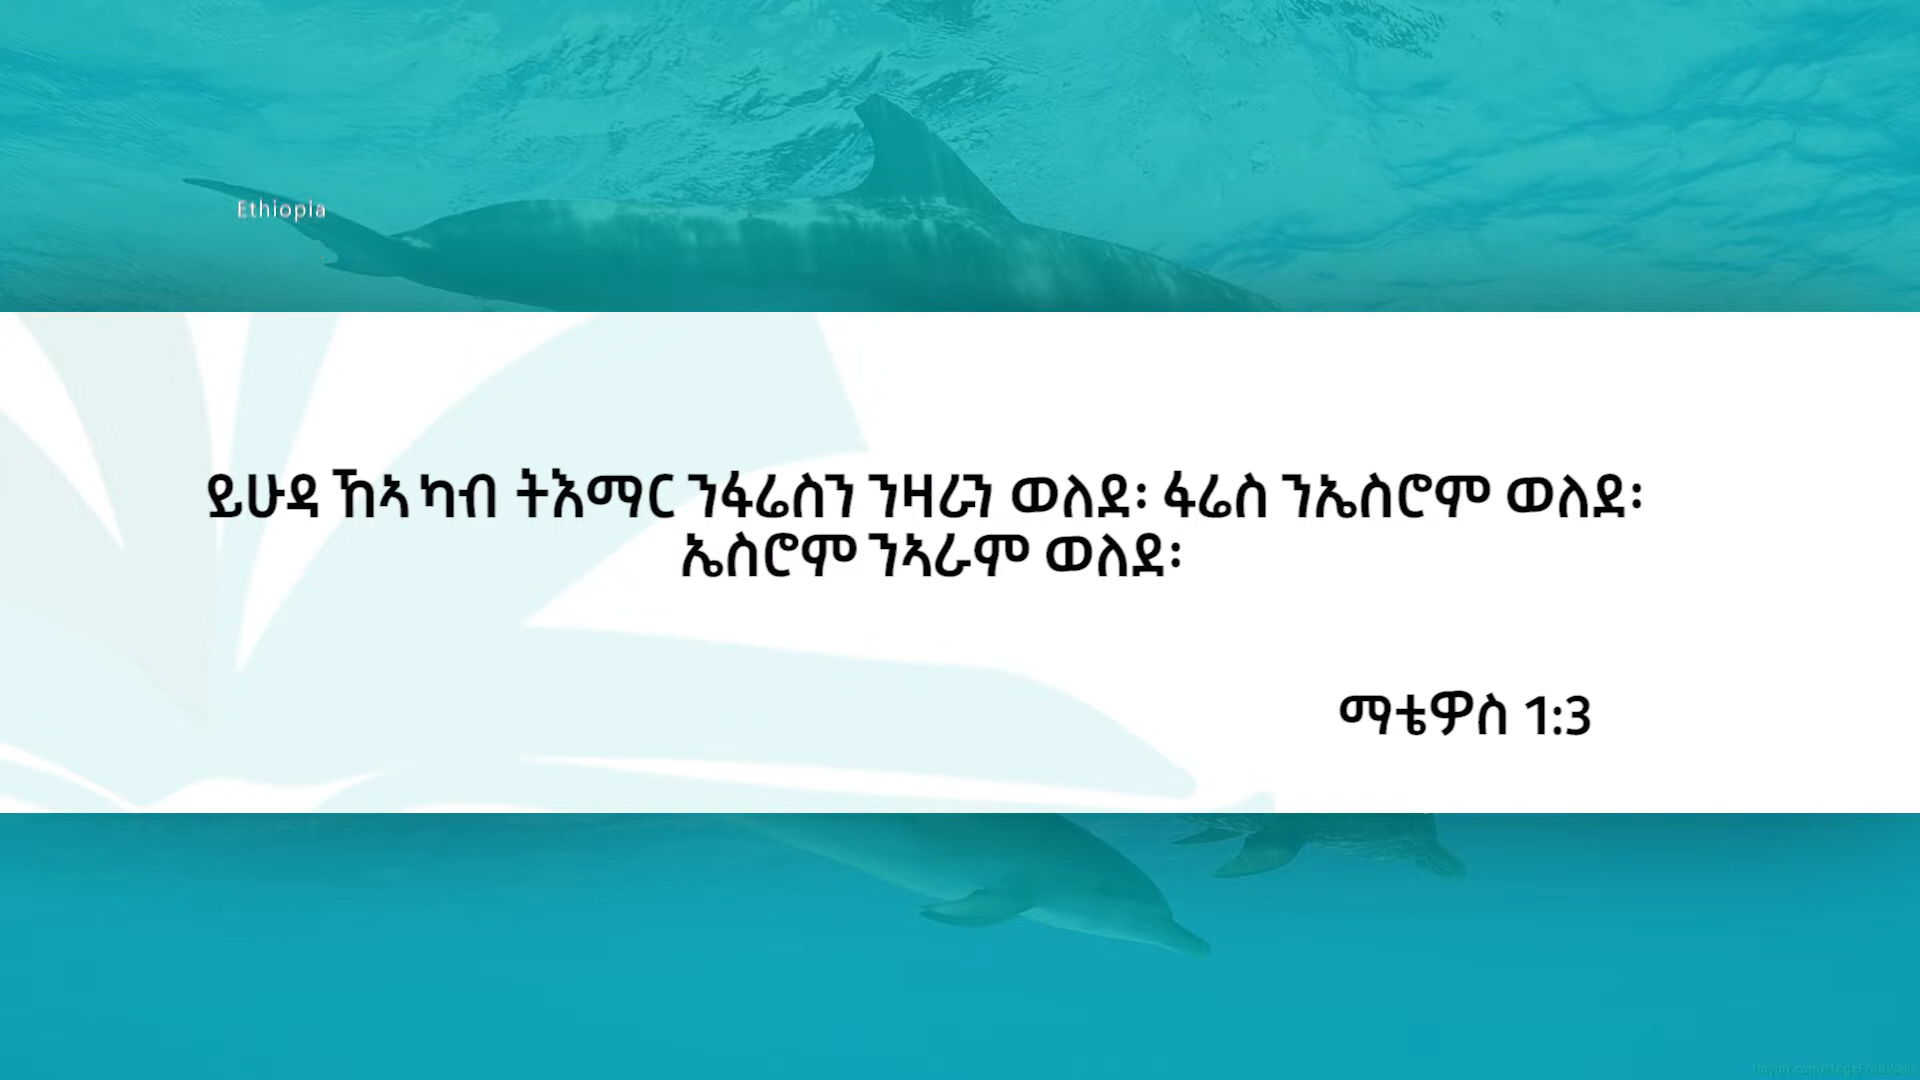 Ethiopia
ይሁዳ ኸኣ ካብ ትእማር ንፋሬስን ንዛራን ወለደ፡ ፋሬስ ንኤስሮም ወለደ፡
ኤስሮም ንኣራም ወለደ፡
ማቴዎስ 1:3